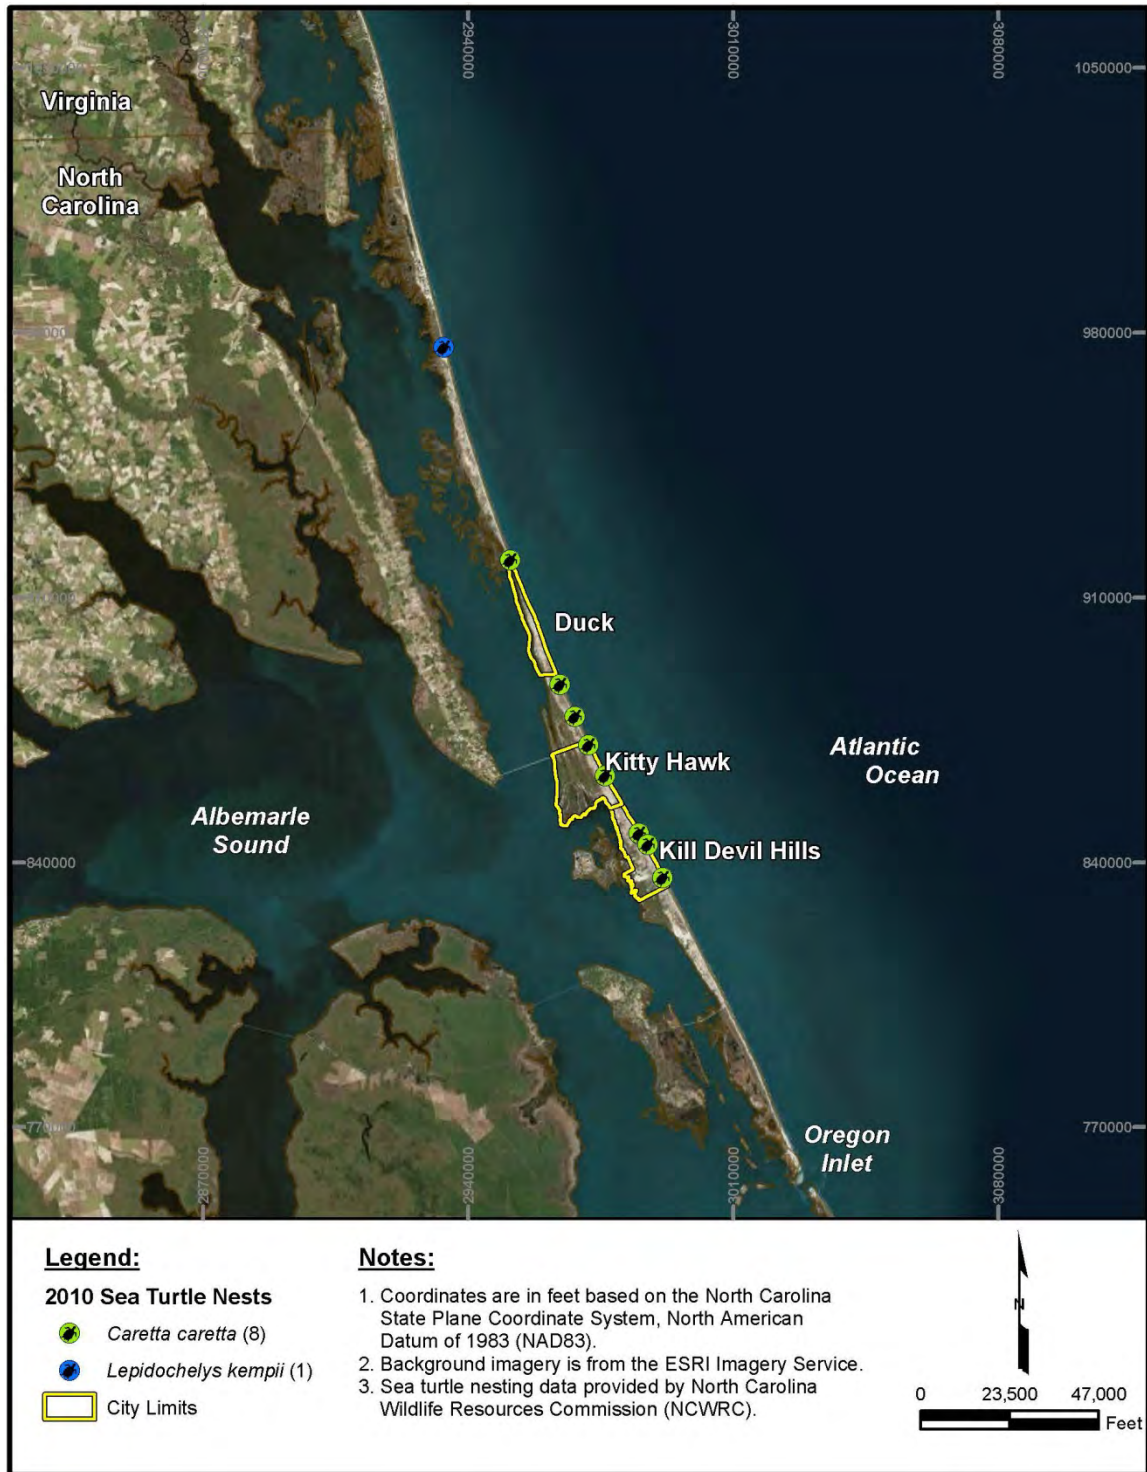 2940000
3010000
3080000
1050000
Virginia
North
Carolina
980000
910000
Duck
Kitty Hawk
Atlantic
Ocean
Albemarle
Sound
Kill Devil Hills
840000
840000
770000
770000
Oregon
Inlet
2870000
2940000
3010000
3080000
Legend:
2010 Sea Turtle Nests
Caretta caretta (8)
Lepidochelys kempii (1)
City Limits
Notes:
1. Coordinates are in feet based on the North Carolina
State Plane Coordinate System, North American
Datum of 1983 (NAD83).
2. Background imagery is from the ESRI Imagery Service.
3. Sea turtle nesting data provided by North Carolina
Wildlife Resources Commission (NCWRC).
N
0 23,500 47,000
Feet